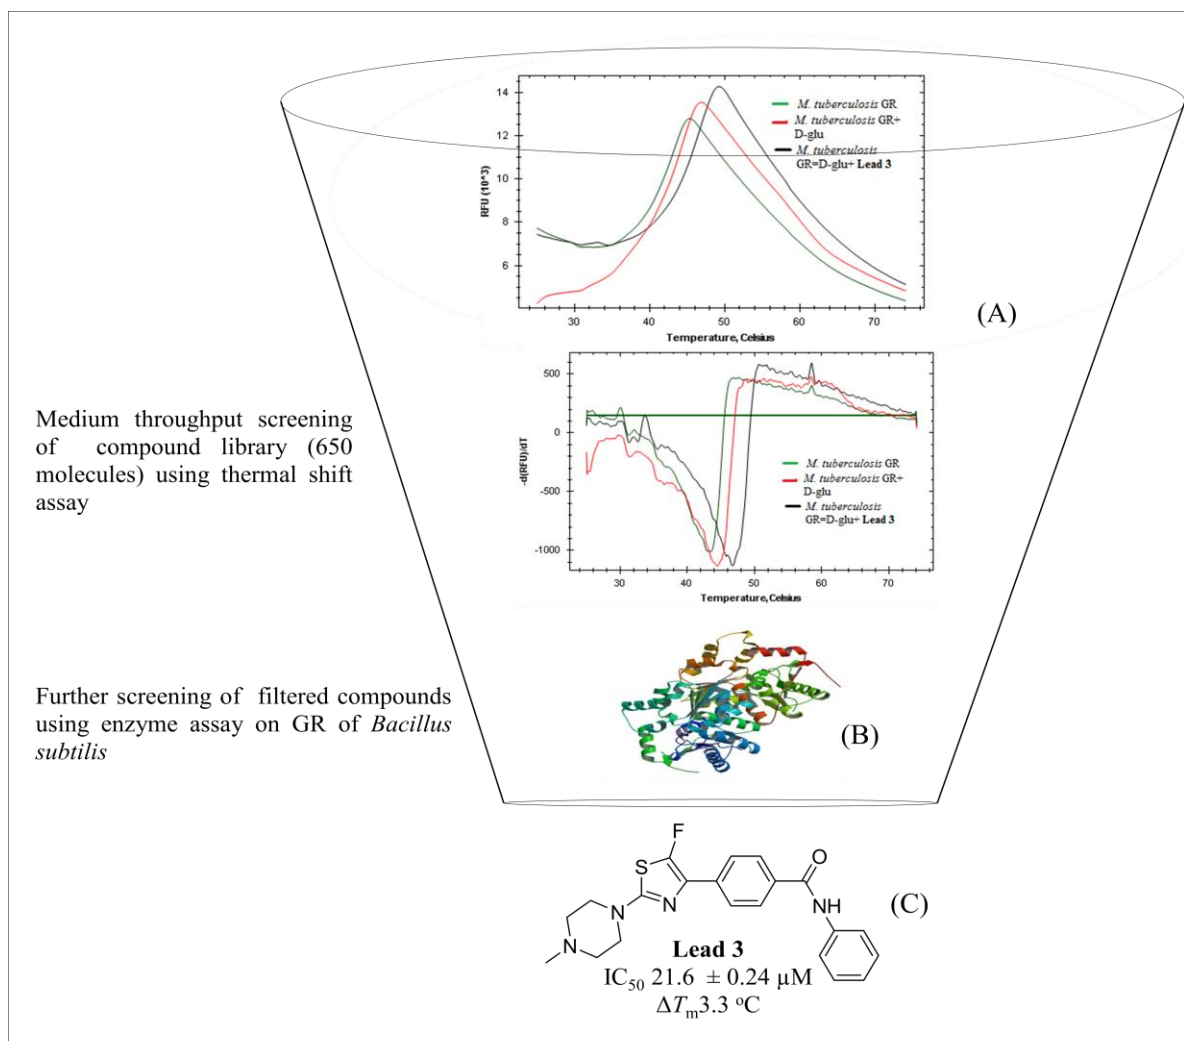 14
12
10
8
6
RFU (10^3)
30
40
50
60
70
Temperature, Celsius
M. tuberculosis GR
M. tuberculosis GR+
D-glu
M. tuberculosis
GR=D-glu+ Lead 3
(A)
Medium throughput screening
of compound library (650
molecules) using thermal shift
assay
500
0
-500
-1000
-d(RFU)/dT
30
40
50
60
70
Temperature, Celsius
M. tuberculosis GR
M. tuberculosis GR+
D-glu
M. tuberculosis
GR=D-glu+ Lead 3
Further screening of filtered compounds
using enzyme assay on GR of Bacillus
subtilis
(B)
F
S
O
N
N
NH
N
(C)
Lead 3
IC50 21.6 ± 0.24 µM
ΔTm3.3 ºC